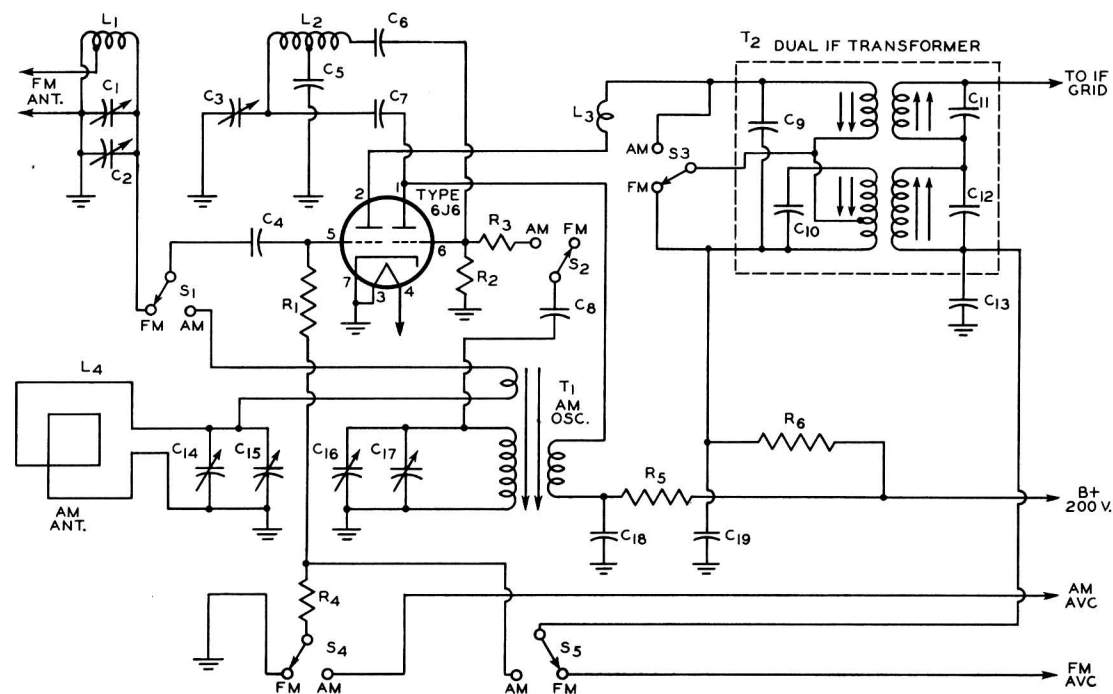 L1
FM
ANT.
C1
C2
L2
C6
C5
C3
C7
L3
T2
DUAL IF TRANSFORMER
TO IF
GRID
C9
C11
AM
S3
FM
C10
C12
C13
2
1
TYPE
6J6
C4
5
6
R3
AM
FM
S2
R1
7
3
4
R2
C8
S1
FM
AM
L4
T1
AM
OSC.
C14
C15
C16
C17
AM
ANT.
R6
R5
B+
200 V.
C18
C19
R4
AM
AVC
S4
S5
FM
AM
AM
FM
FM
AVC